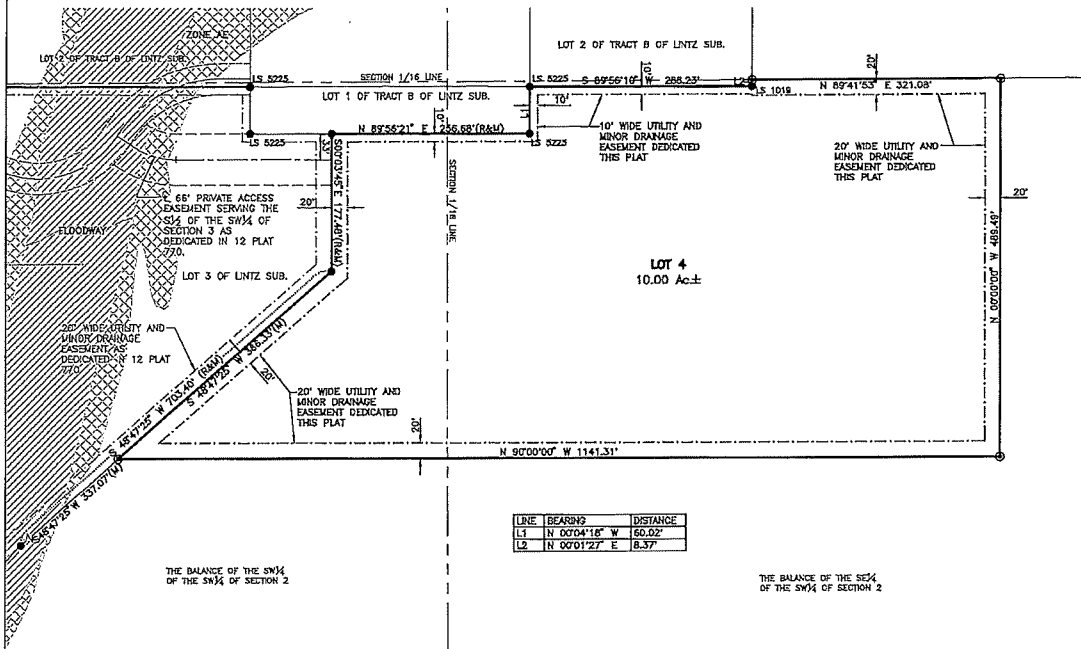 ZONE AE
LOT 2 OF TRACT B OF LINTZ SUB.
LOT 2 OF TRACT B OF LINTZ SUB.
LS 5225
SECTION 1/16 LINE
LS 5225
S 89°56'10" W 288.23'
10'
L2
LS 1019
20'
N 89°41'53" E 321.08'
LOT 1 OF TRACT B OF LINTZ SUB.
L1
10'
10'
N 89°56'21" E 256.68'(R&M)
LS 5225
33'
LS 5225
10' WIDE UTILITY AND
MINOR DRAINAGE
EASEMENT DEDICATED
THIS PLAT
20' WIDE UTILITY AND
MINOR DRAINAGE
EASEMENT DEDICATED
THIS PLAT
S00°03'45"E 177.48'(R&M)
SECTION 1/16 LINE
20'
20'
66' PRIVATE ACCESS
EASEMENT SERVING THE
S½ OF THE SW¼ OF
SECTION 3 AS
DEDICATED IN 12 PLAT
770.
FLOODWAY
LOT 3 OF LINTZ SUB.
LOT 4
10.00 Ac.±
N 00°00'00" W 489.49'
20' WIDE UTILITY AND
MINOR DRAINAGE
EASEMENT AS
DEDICATED IN 12 PLAT
770
S 48°47'25" W 703.40' (R&M)
S 48°47'25" W 366.33'(M)
20'
20' WIDE UTILITY AND
MINOR DRAINAGE
EASEMENT DEDICATED
THIS PLAT
20'
N 90°00'00" W 1141.31'
S48°47'25" W 337.07'(M)
LINE BEARING DISTANCE
L1 N 00°04'18" W 60.02'
L2 N 00°01'27" E 8.37'
THE BALANCE OF THE SW¼
OF THE SW¼ OF SECTION 2
THE BALANCE OF THE SE¼
OF THE SW¼ OF SECTION 2